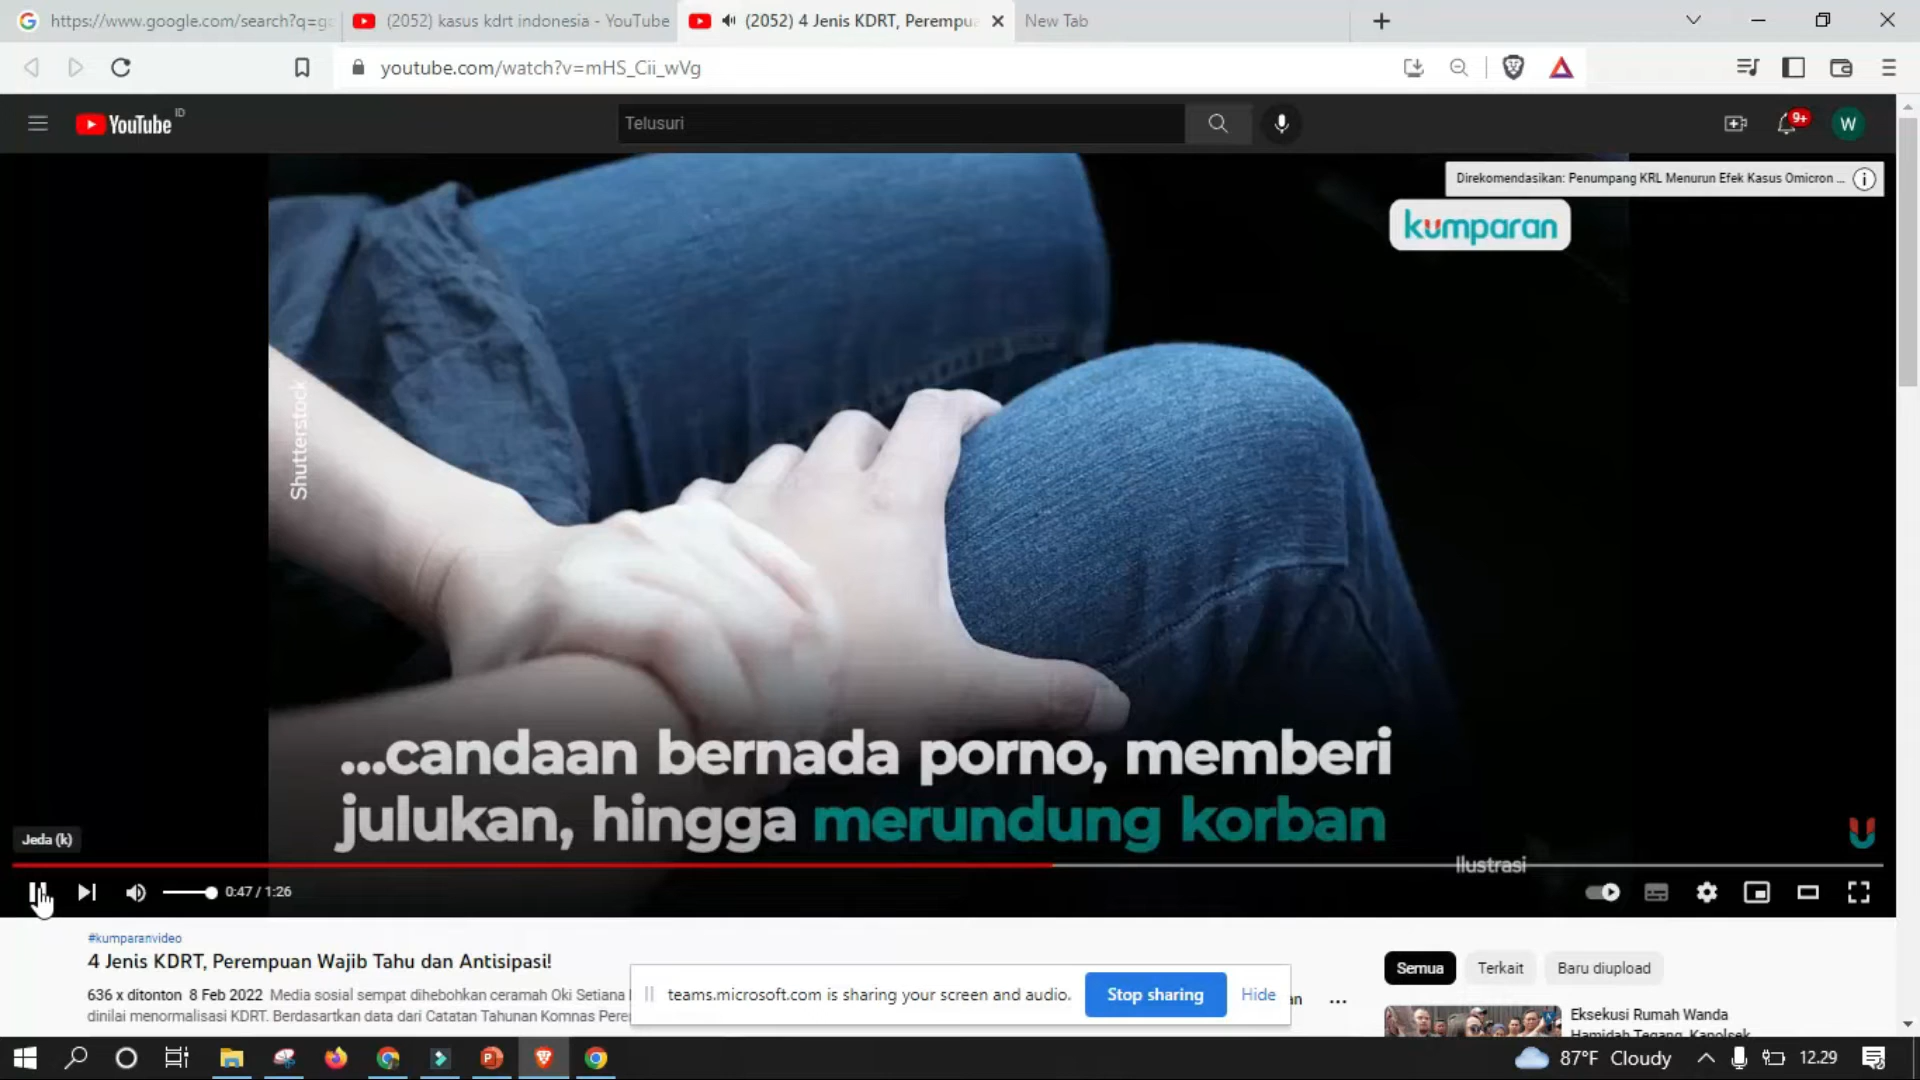 https://www.google.com/search?q=g
(2052) kasus kdrt indonesia - YouTube
(2052) 4 Jenis KDRT, Perempua
New Tab
youtube.com/watch?v=mHS_Cii_wVg
YouTube ID
Telusuri
9+
W
Direkomendasikan: Penumpang KRL Menurun Efek Kasus Omicron ...
kumparan
Shutterstock
...candaan bernada porno, memberi
julukan, hingga merundung korban
Jeda (k)
Ilustrasi
0:47 / 1:26
#kumparanvideo
4 Jenis KDRT, Perempuan Wajib Tahu dan Antisipasi!
636 x ditonton 8 Feb 2022 Media sosial sempat dihebohkan ceramah Oki Setiana
dinilai menormalisasi KDRT. Berdasarkan data dari Catatan Tahunan Komnas Pere
teams.microsoft.com is sharing your screen and audio.
Stop sharing
Hide
an
Semua
Terkait
Baru diupload
Eksekusi Rumah Wanda
Hamidah Tegang, Kapolsek
87°F Cloudy
12.29